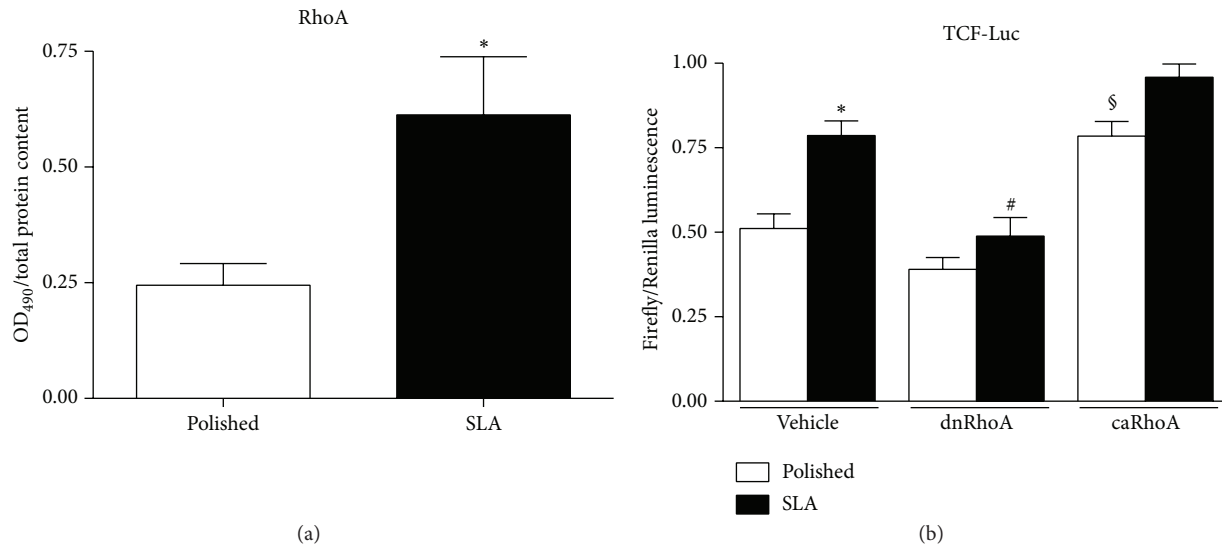 RhoA
0.75
*
0.50
0.25
0.00
OD490/total protein content
Polished
SLA
(a)
TCF-Luc
1.00
§
*
0.75
#
0.50
0.25
0.00
Firefly/Renilla luminescence
Vehicle
dnRhoA
caRhoA
Polished
SLA
(b)